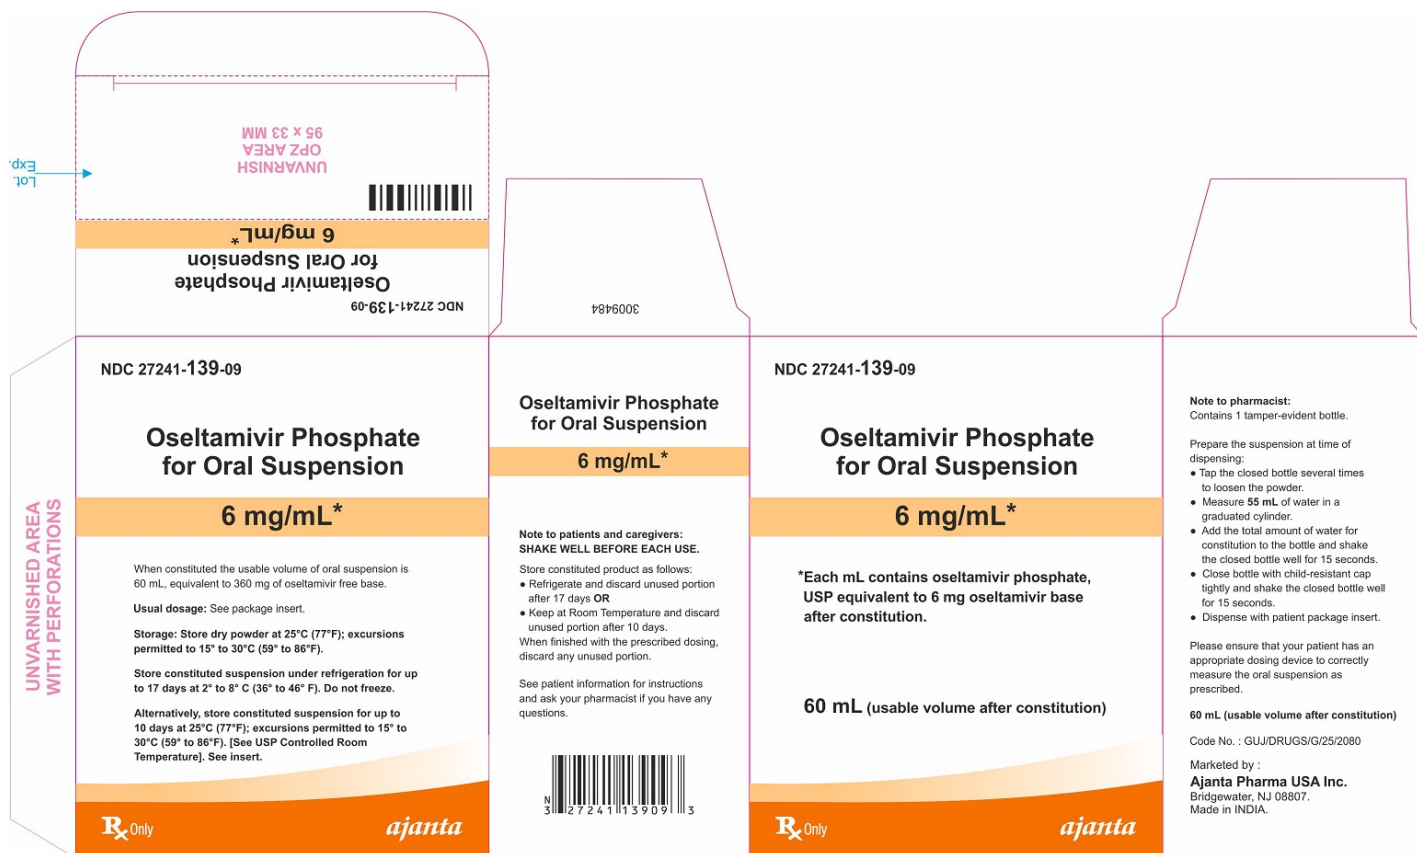 Lot.
Exp.
UNVARNISH
OPZ AREA
95 x 33 MM
6 mg/mL*
Oseltamivir Phosphate
for Oral Suspension
NDC 27241-139-09
3009484
UNVARNISHED AREA
WITH PERFORATIONS
NDC 27241-139-09
Oseltamivir Phosphate
for Oral Suspension
6 mg/mL*
When constituted the usable volume of oral suspension is
60 mL, equivalent to 360 mg of oseltamivir free base.
Usual dosage: See package insert.
Storage: Store dry powder at 25°C (77°F); excursions
permitted to 15° to 30°C (59° to 86°F).
Store constituted suspension under refrigeration for up
to 17 days at 2° to 8° C (36° to 46° F). Do not freeze.
Alternatively, store constituted suspension for up to
10 days at 25°C (77°F); excursions permitted to 15° to
30°C (59° to 86°F). [See USP Controlled Room
Temperature]. See insert.
Rx Only
ajanta
Oseltamivir Phosphate
for Oral Suspension
6 mg/mL*
Note to patients and caregivers:
SHAKE WELL BEFORE EACH USE.
Store constituted product as follows:
● Refrigerate and discard unused portion
after 17 days OR
● Keep at Room Temperature and discard
unused portion after 10 days.
When finished with the prescribed dosing,
discard any unused portion.
See patient information for instructions
and ask your pharmacist if you have any
questions.
N
3 27241 13909 3
NDC 27241-139-09
Oseltamivir Phosphate
for Oral Suspension
6 mg/mL*
*Each mL contains oseltamivir phosphate,
USP equivalent to 6 mg oseltamivir base
after constitution.
60 mL (usable volume after constitution)
Rx Only
ajanta
Note to pharmacist:
Contains 1 tamper-evident bottle.
Prepare the suspension at time of
dispensing:
● Tap the closed bottle several times
to loosen the powder.
● Measure 55 mL of water in a
graduated cylinder.
● Add the total amount of water for
constitution to the bottle and shake
the closed bottle well for 15 seconds.
● Close bottle with child-resistant cap
tightly and shake the closed bottle well
for 15 seconds.
● Dispense with patient package insert.
Please ensure that your patient has an
appropriate dosing device to correctly
measure the oral suspension as
prescribed.
60 mL (usable volume after constitution)
Code No. : GUJ/DRUGS/G/25/2080
Marketed by :
Ajanta Pharma USA Inc.
Bridgewater, NJ 08807.
Made in INDIA.